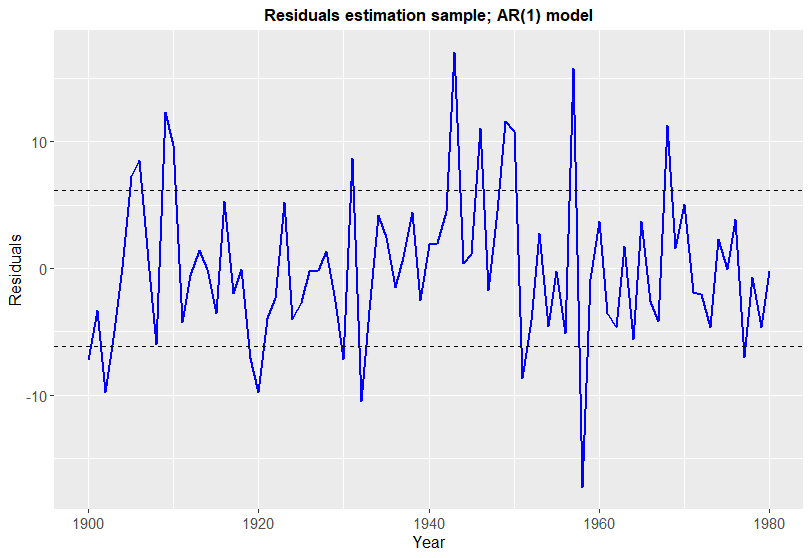 Residuals estimation sample; AR(1) model
Residuals
10
0
-10
1900 1920 1940 1960 1980
Year